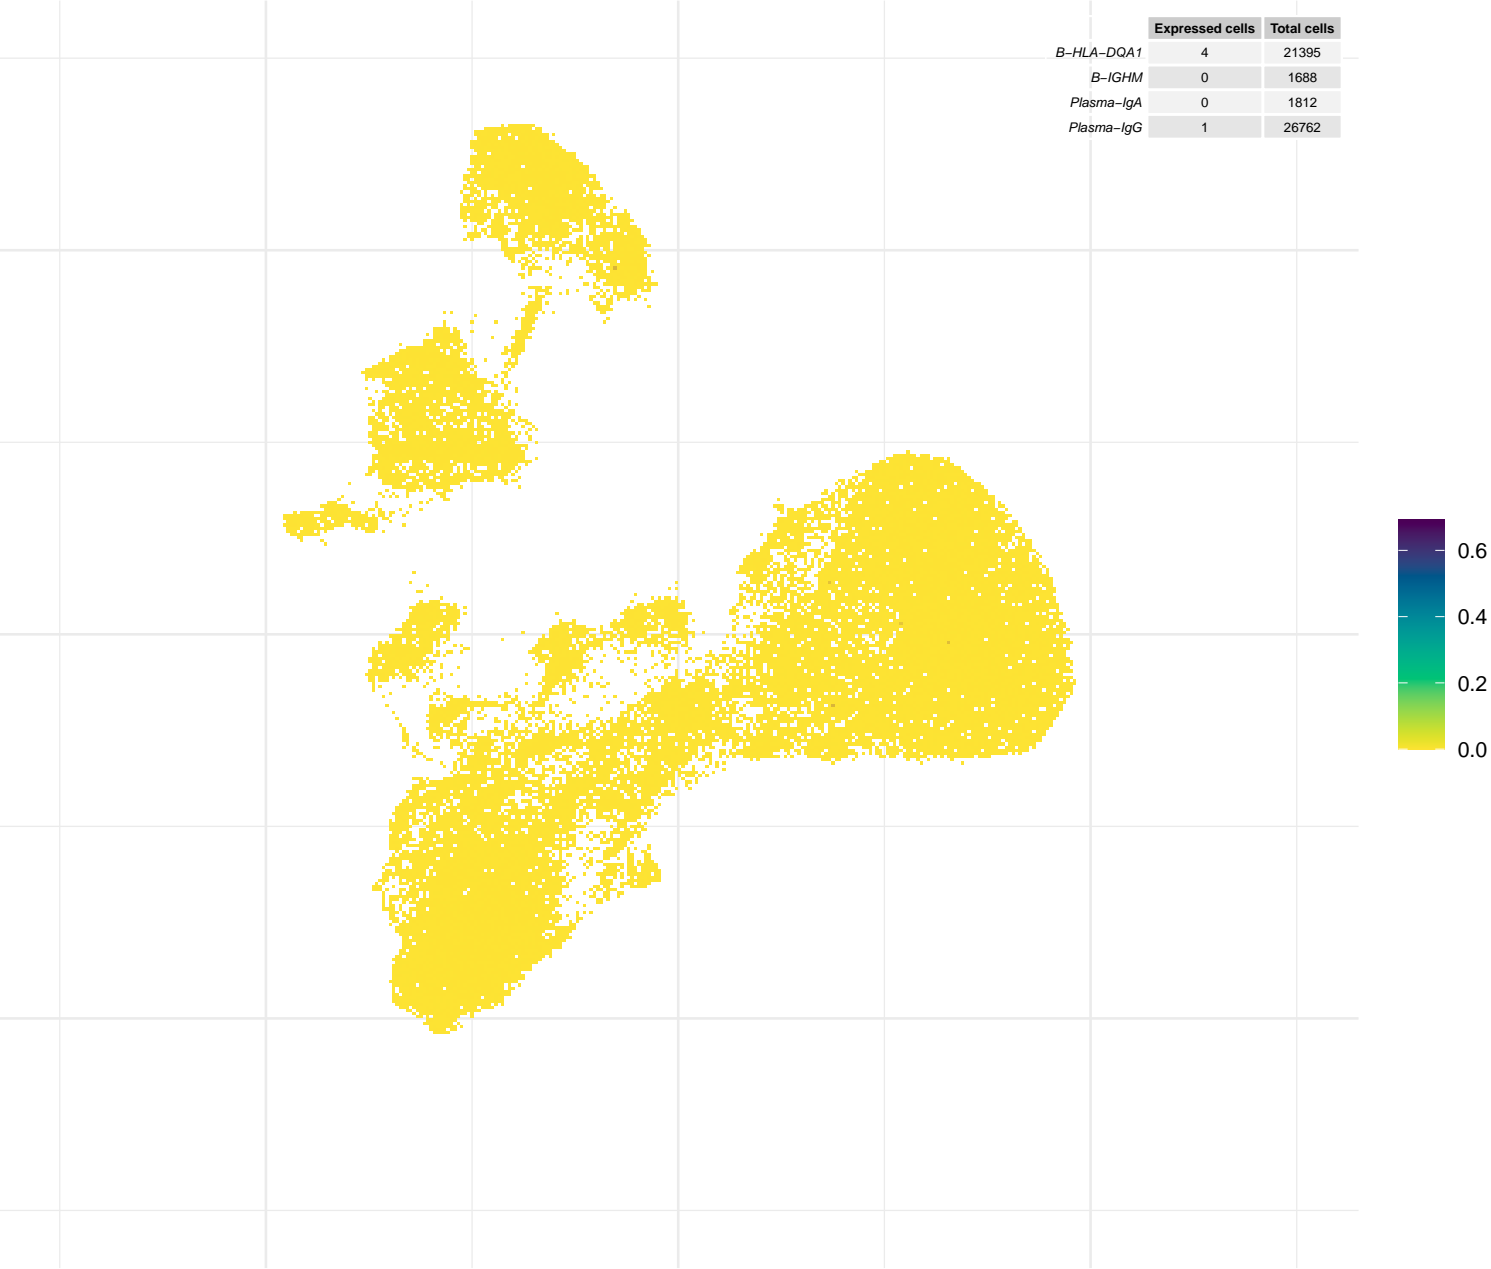 Expressed cells Total cells
B−HLA−DQA1 4 21395
B−IGHM 0 1688
Plasma−IgA 0 1812
Plasma−IgG 1 26762
0.6
0.4
0.2
0.0